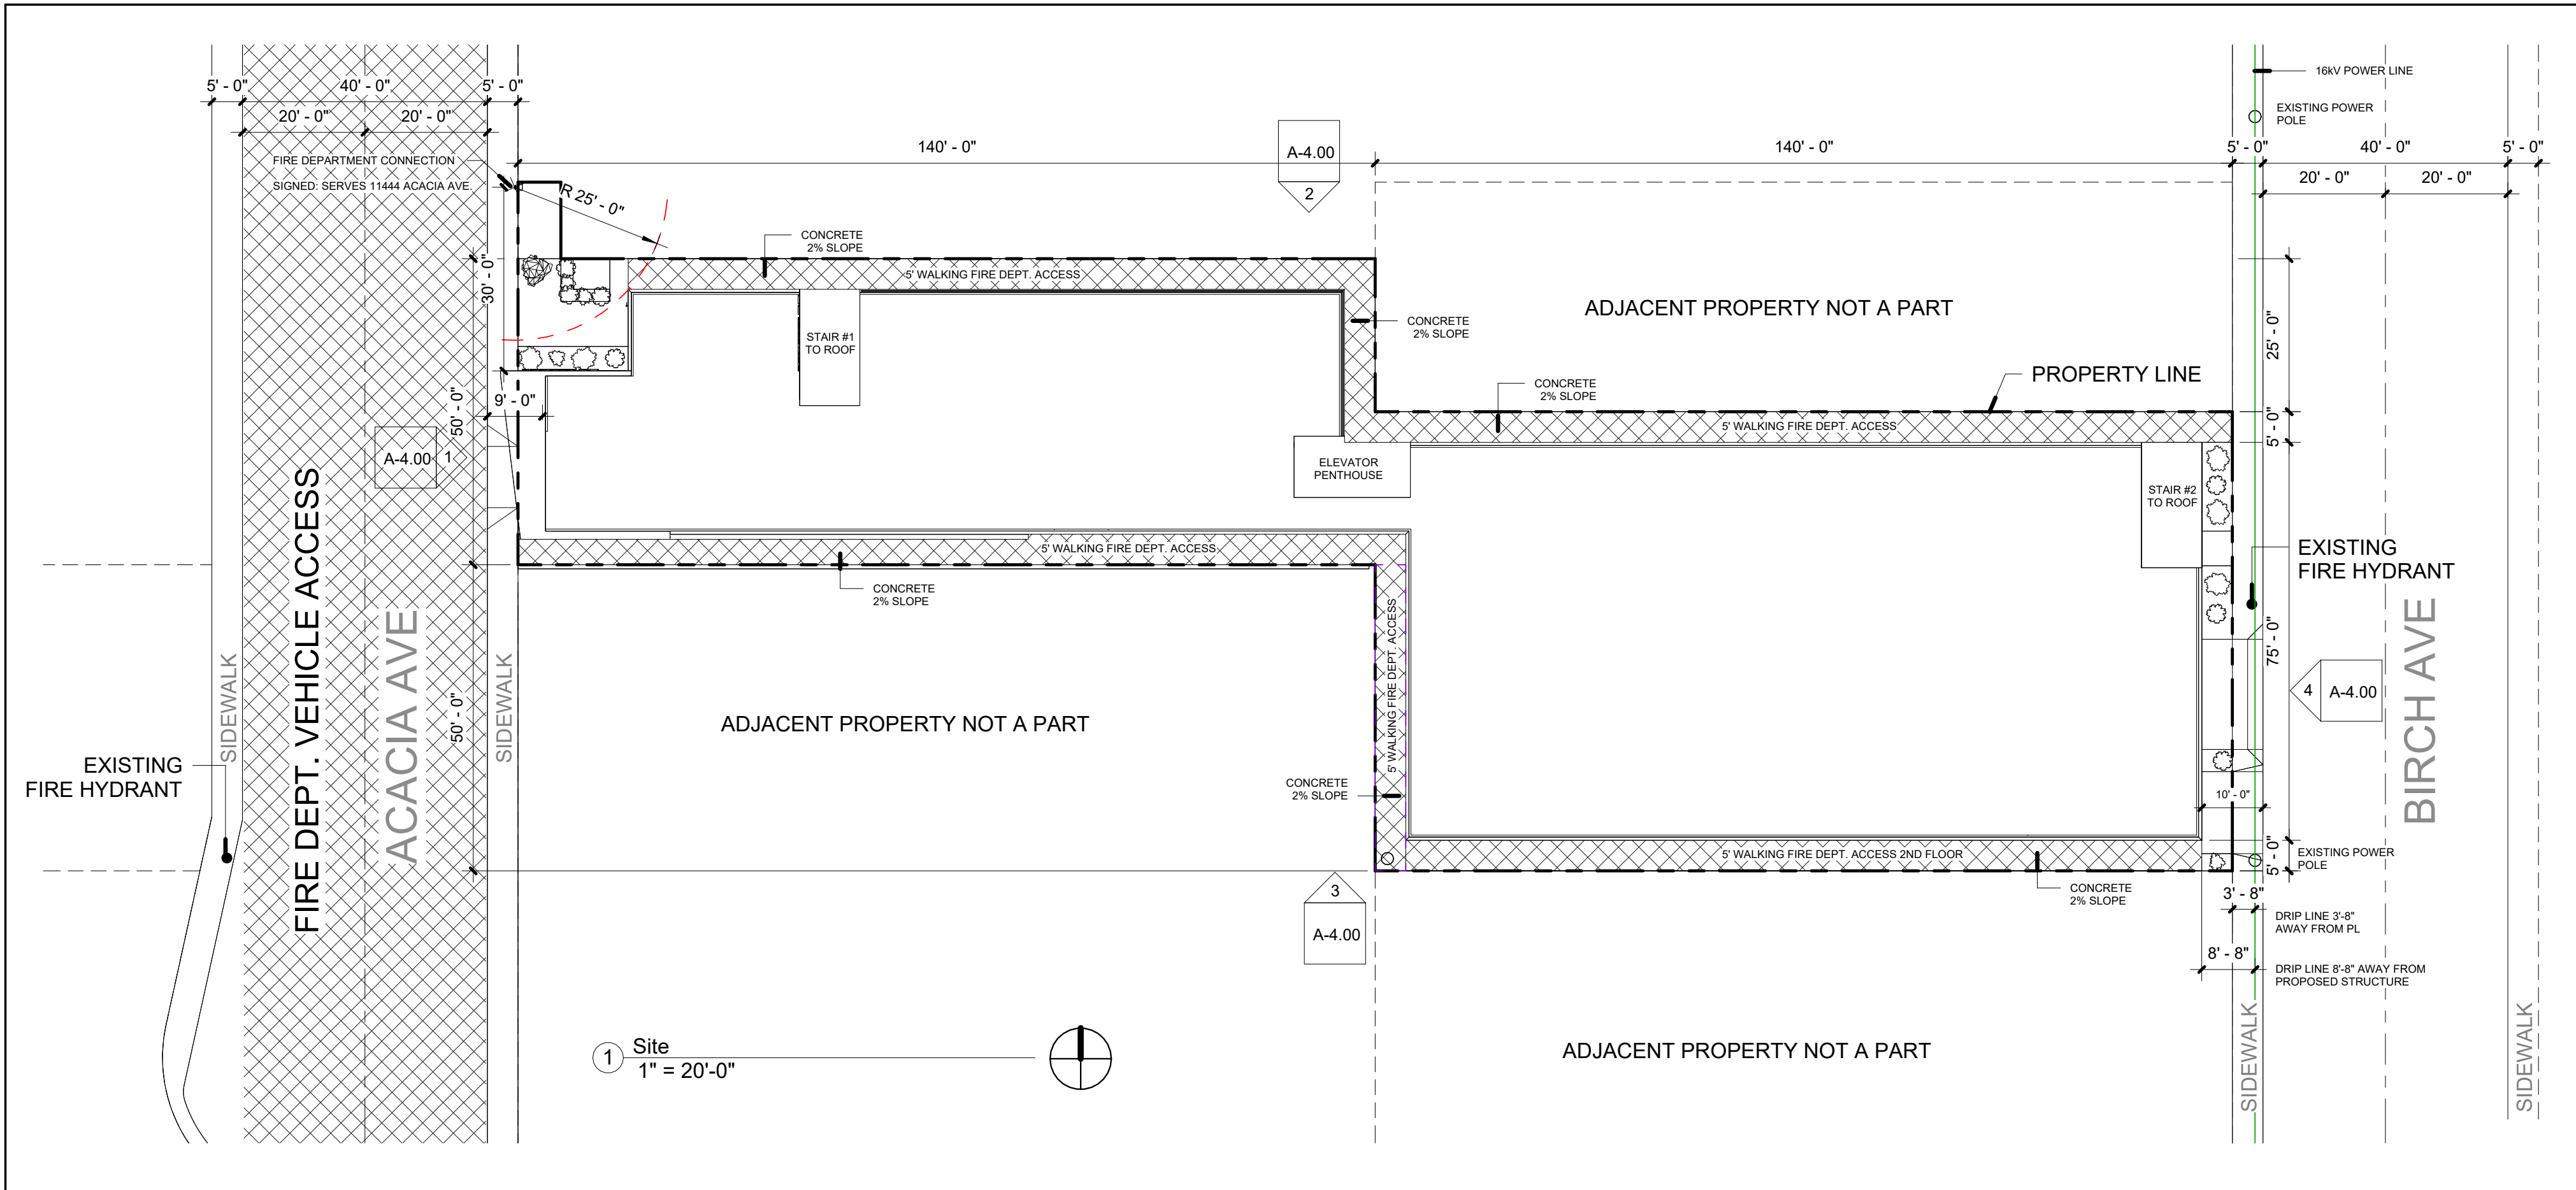 16kV POWER LINE
5' - 0"
40' - 0"
5' - 0"
EXISTING POWER
POLE
20' - 0"
20' - 0"
140' - 0"
A-4.00
2
140' - 0"
5' - 0"
40' - 0"
5' - 0"
FIRE DEPARTMENT CONNECTION
SIGNED: SERVES 11444 ACACIA AVE.
20' - 0"
20' - 0"
R 25' - 0"
CONCRETE
2% SLOPE
30' - 0"
5' WALKING FIRE DEPT. ACCESS
ADJACENT PROPERTY NOT A PART
CONCRETE
2% SLOPE
25' - 0"
STAIR #1
TO ROOF
PROPERTY LINE
CONCRETE
2% SLOPE
9' - 0"
50' - 0"
5' WALKING FIRE DEPT. ACCESS
5' - 0"
A-4.00
1
ELEVATOR
PENTHOUSE
STAIR #2
TO ROOF
5' WALKING FIRE DEPT. ACCESS
EXISTING
FIRE HYDRANT
CONCRETE
2% SLOPE
FIRE DEPT. VEHICLE ACCESS
ACACIA AVE
SIDEWALK
SIDEWALK
50' - 0"
5' WALKING FIRE DEPT. ACCESS
75' - 0"
4
A-4.00
BIRCH AVE
ADJACENT PROPERTY NOT A PART
EXISTING
FIRE HYDRANT
CONCRETE
2% SLOPE
10' - 0"
5' WALKING FIRE DEPT. ACCESS 2ND FLOOR
5' - 0"
EXISTING POWER
POLE
3
A-4.00
CONCRETE
2% SLOPE
3' - 8"
DRIP LINE 3'-8"
AWAY FROM PL
8' - 8"
DRIP LINE 8'-8" AWAY FROM
PROPOSED STRUCTURE
SIDEWALK
SIDEWALK
1
Site
1" = 20'-0"
ADJACENT PROPERTY NOT A PART